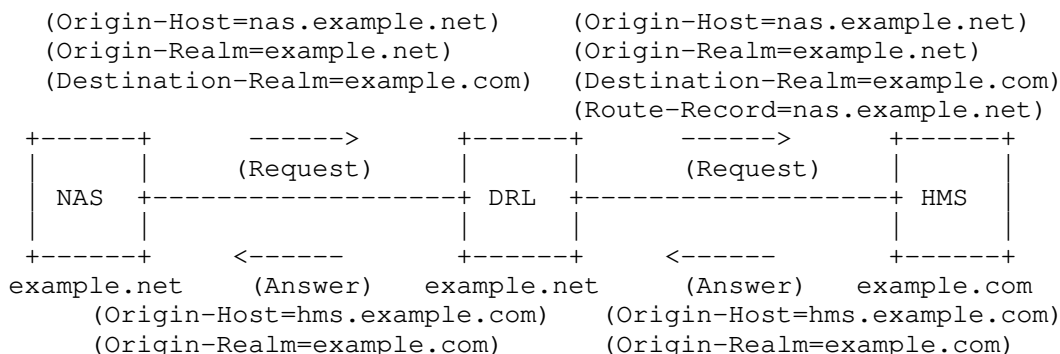 (Origin-Host=nas.example.net) (Origin-Host=nas.example.net)
(Origin-Realm=example.net) (Origin-Realm=example.net)
(Destination-Realm=example.com) (Destination-Realm=example.com)
(Route-Record=nas.example.net)
+------+ ------> +------+ ------> +------+
| | (Request) | | (Request) | |
| NAS +-------------------+ DRL +-------------------+ HMS |
| | | | | |
+------+ <------ +------+ <------ +------+
example.net (Answer) example.net (Answer) example.com
(Origin-Host=hms.example.com) (Origin-Host=hms.example.com)
(Origin-Realm=example.com) (Origin-Realm=example.com)